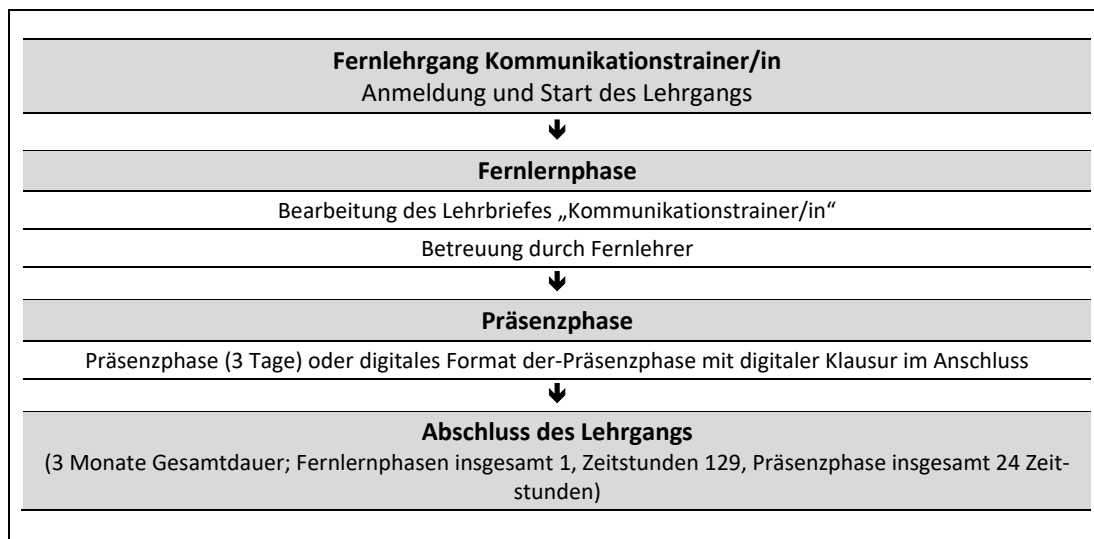 Fernlehrgang Kommunikationstrainer/in
Anmeldung und Start des Lehrgangs
Fernlernphase
Bearbeitung des Lehrbriefes „Kommunikationstrainer/in“
Betreuung durch Fernlehrer
Präsenzphase
Präsenzphase (3 Tage) oder digitales Format der-Präsenzphase mit digitaler Klausur im Anschluss
Abschluss des Lehrgangs
(3 Monate Gesamtdauer; Fernlernphasen insgesamt 1, Zeitstunden 129, Präsenzphase insgesamt 24 Zeit-
stunden)